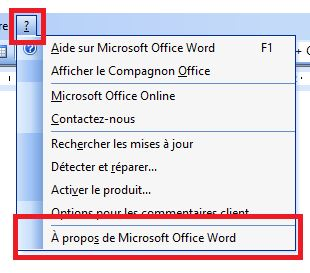 re ?
Aide sur Microsoft Office Word F1
Afficher le Compagnon Office
Microsoft Office Online
Contactez-nous
Rechercher les mises à jour
Détecter et réparer...
Activer le produit...
Options pour les commentaires client...
À propos de Microsoft Office Word